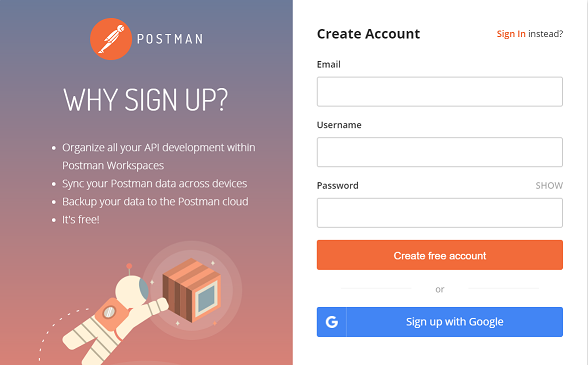 POSTMAN
WHY SIGN UP?
• Organize all your API development within
Postman Workspaces
• Sync your Postman data across devices
• Backup your data to the Postman cloud
• It's free!
Create Account
Sign In instead?
Email
Username
Password
SHOW
Create free account
or
G
Sign up with Google